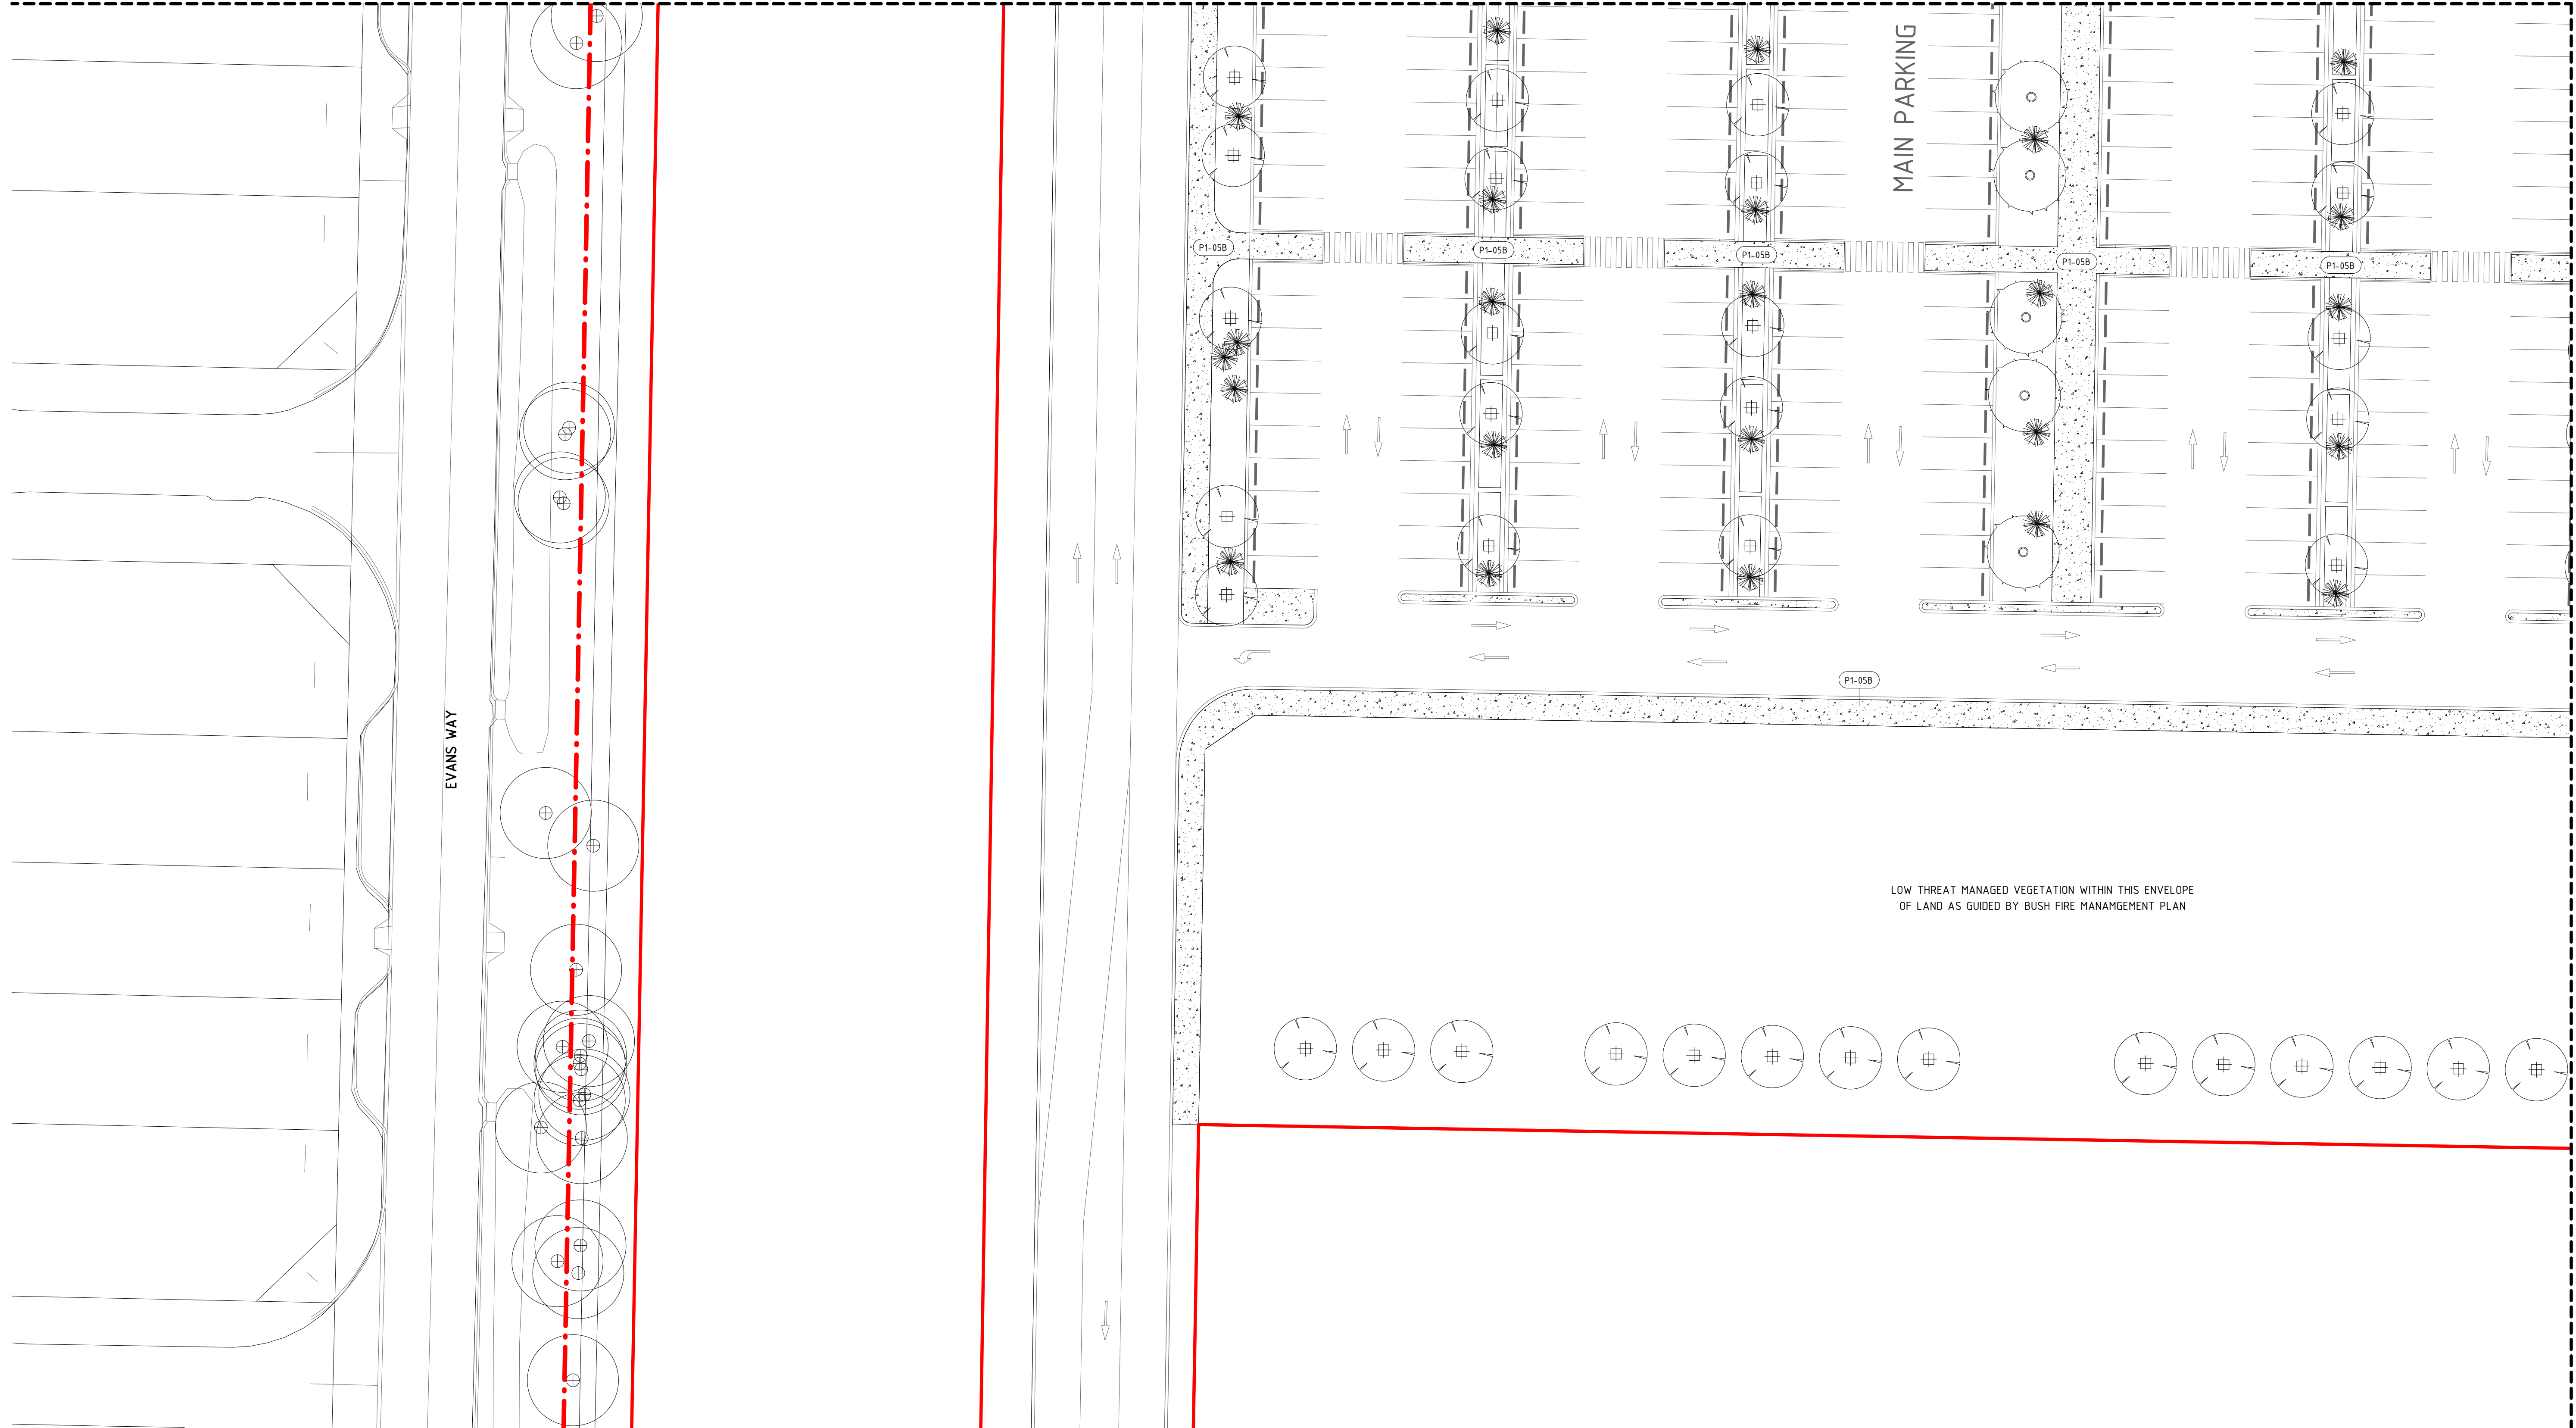 MAIN PARKING
P1-05B
P1-05B
P1-05B
P1-05B
P1-05B
P1-05B
EVANS WAY
LOW THREAT MANAGED VEGETATION WITHIN THIS ENVELOPE
OF LAND AS GUIDED BY BUSH FIRE MANAMGEMENT PLAN